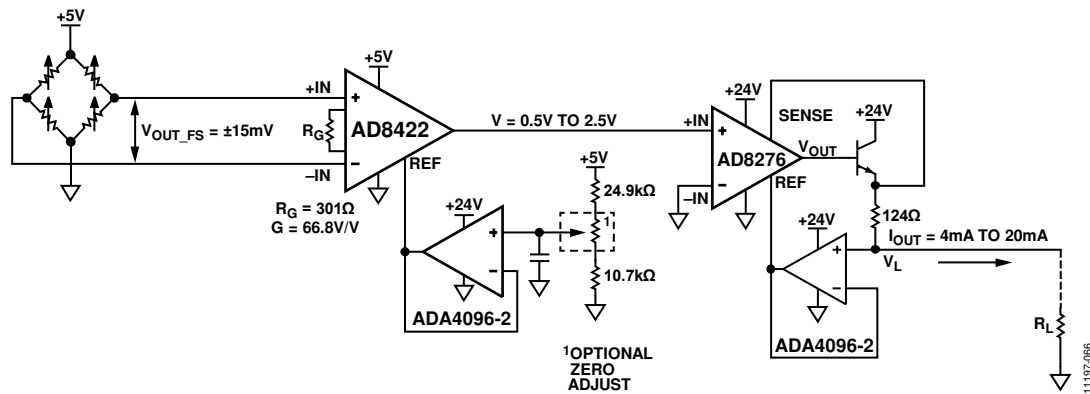 +5V
V_OUT_FS = ±15mV
+IN
R_G
–IN
+5V
+
AD8422
–
REF
R_G = 301Ω
G = 66.8V/V
V = 0.5V TO 2.5V
+24V
+
–
ADA4096-2
+5V
24.9kΩ
1
10.7kΩ
¹OPTIONAL
ZERO
ADJUST
+IN
–IN
+24V
+
AD8276
–
SENSE
V_OUT
REF
+24V
124Ω
I_OUT = 4mA TO 20mA
V_L
+24V
+
–
ADA4096-2
R_L
11197-066